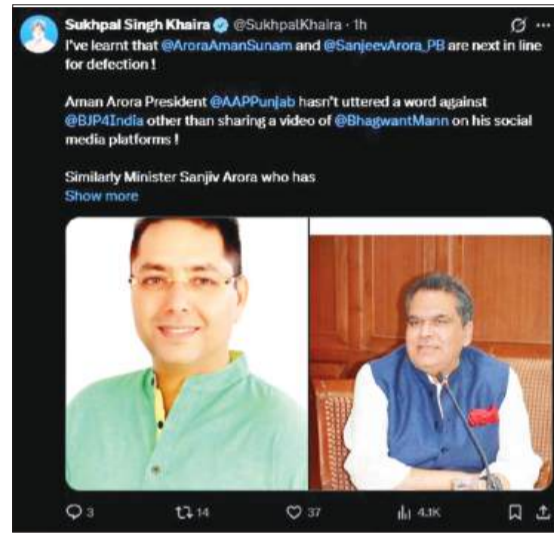 Sukhpal Singh Khaira @SukhpalKhaira · 1h
I've learnt that @AroraAmanSunam and @SanjeevArora_PB are next in line
for defection !
Aman Arora President @AAPPunjab hasn't uttered a word against
@BJP4India other than sharing a video of @BhagwantMann on his social
media platforms !
Similarly Minister Sanjiv Arora who has
Show more
3 14 37 4.1K